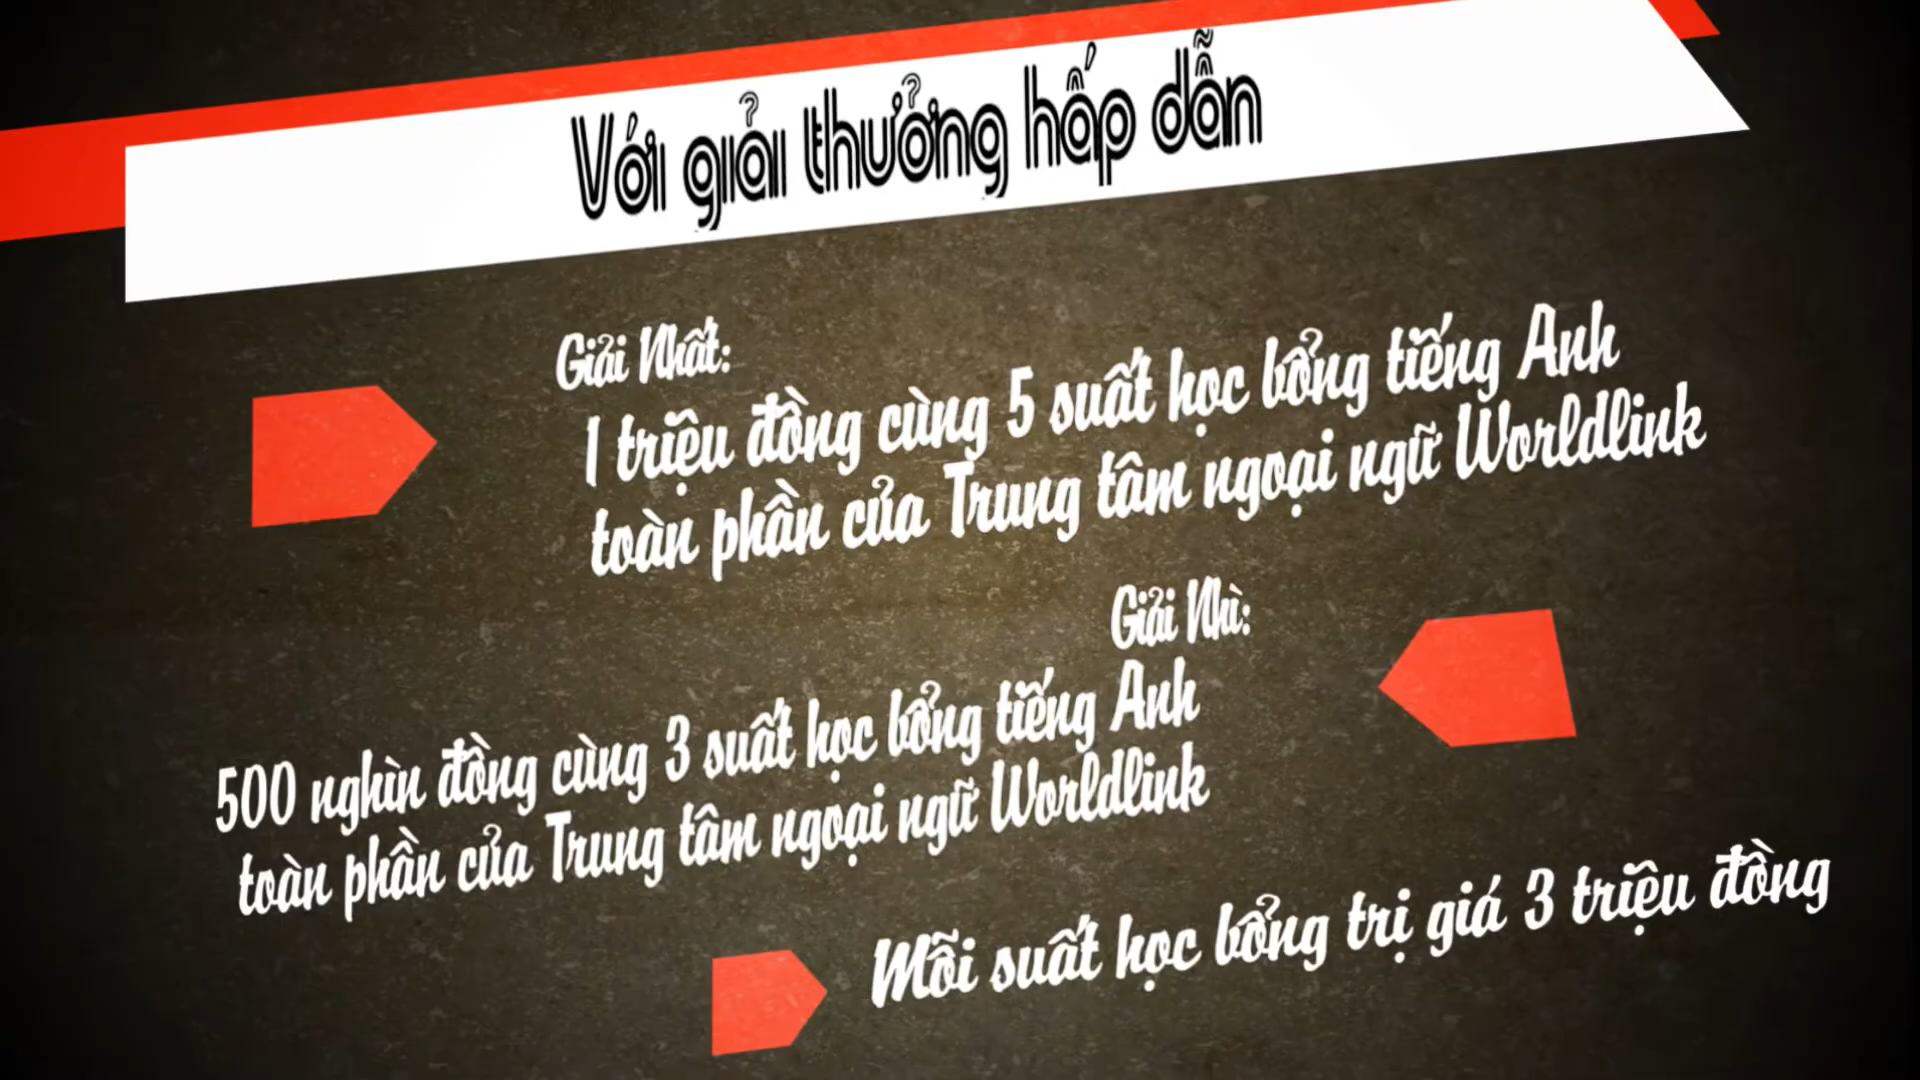 Với giải thưởng hấp dẫn
Giải Nhất:
1 triệu đồng cùng 5 suất học bổng tiếng Anh
toàn phần của Trung tâm ngoại ngữ Worldlink
Giải Nhì:
500 nghìn đồng cùng 3 suất học bổng tiếng Anh
toàn phần của Trung tâm ngoại ngữ Worldlink
Mỗi suất học bổng trị giá 3 triệu đồng